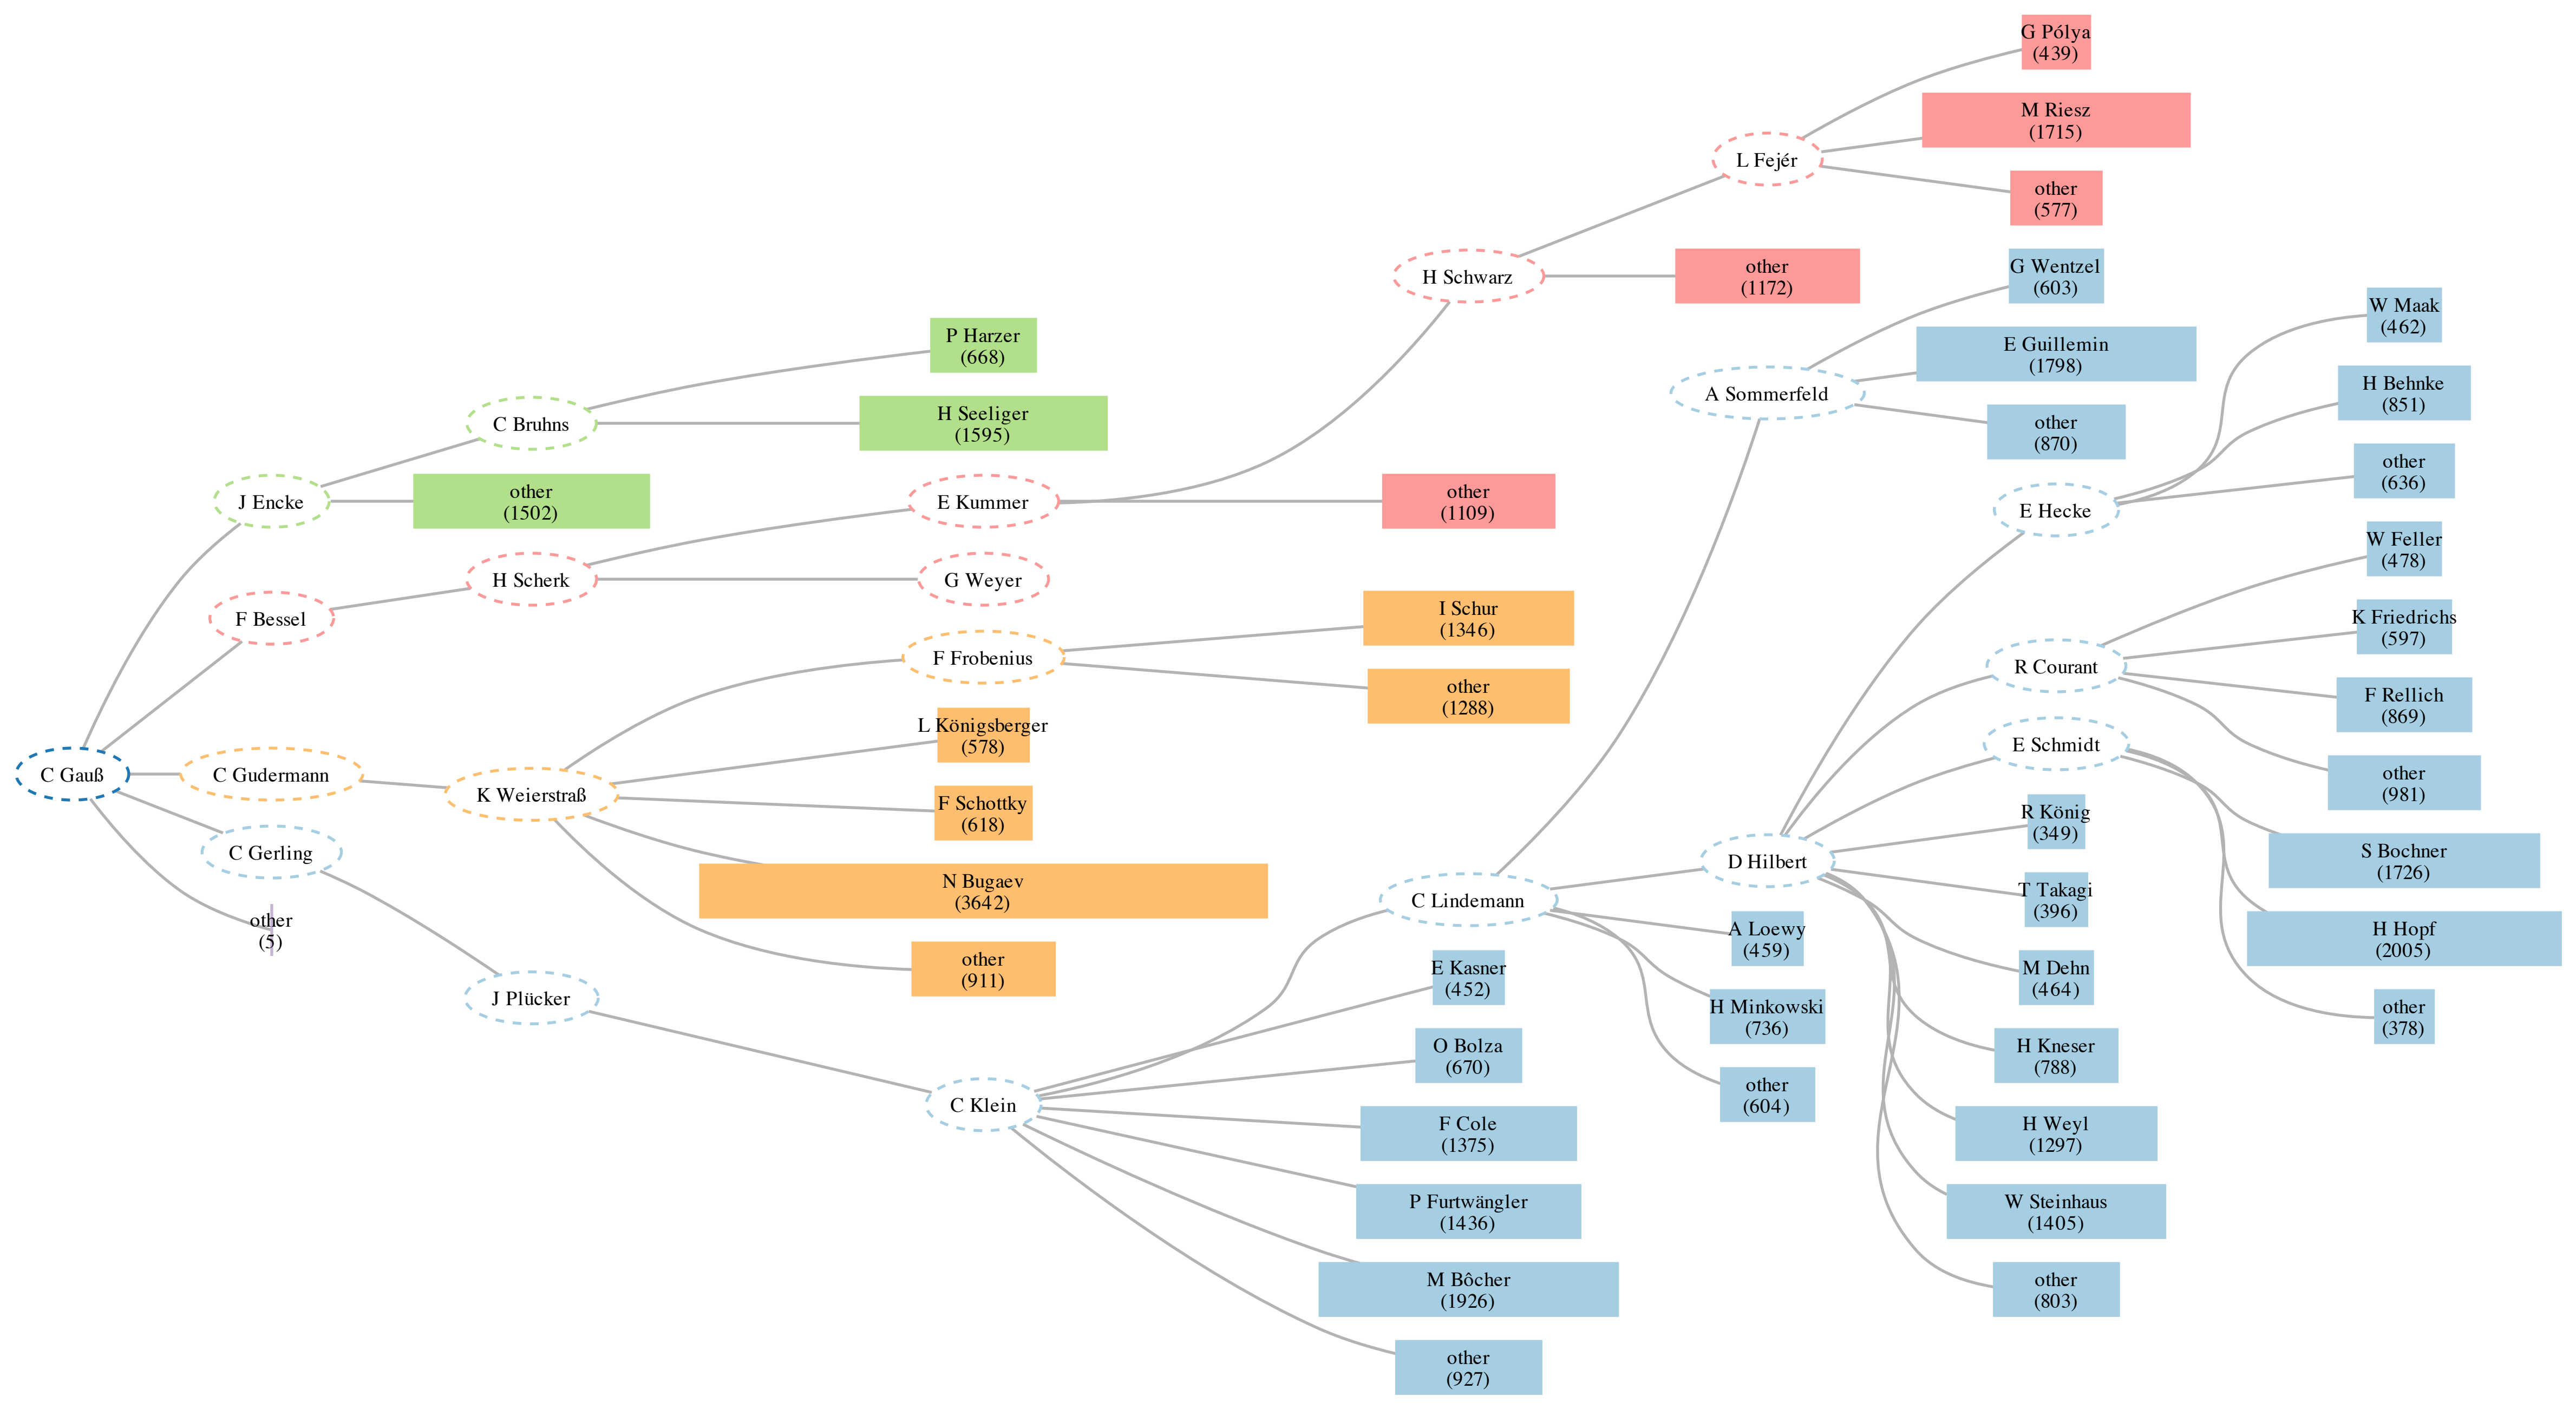 C Gauß
J Encke
F Bessel
C Gudermann
C Gerling
other
(5)
C Bruhns
other
(1502)
H Scherk
K Weierstraß
J Plücker
P Harzer
(668)
H Seeliger
(1595)
E Kummer
G Weyer
F Frobenius
L Königsberger
(578)
F Schottky
(618)
N Bugaev
(3642)
other
(911)
C Klein
H Schwarz
other
(1109)
I Schur
(1346)
other
(1288)
C Lindemann
E Kasner
(452)
O Bolza
(670)
F Cole
(1375)
P Furtwängler
(1436)
M Bôcher
(1926)
other
(927)
L Fejér
other
(1172)
A Sommerfeld
D Hilbert
A Loewy
(459)
H Minkowski
(736)
other
(604)
G Pólya
(439)
M Riesz
(1715)
other
(577)
G Wentzel
(603)
E Guillemin
(1798)
other
(870)
E Hecke
R Courant
E Schmidt
R König
(349)
T Takagi
(396)
M Dehn
(464)
H Kneser
(788)
H Weyl
(1297)
W Steinhaus
(1405)
other
(803)
W Maak
(462)
H Behnke
(851)
other
(636)
W Feller
(478)
K Friedrichs
(597)
F Rellich
(869)
other
(981)
S Bochner
(1726)
H Hopf
(2005)
other
(378)